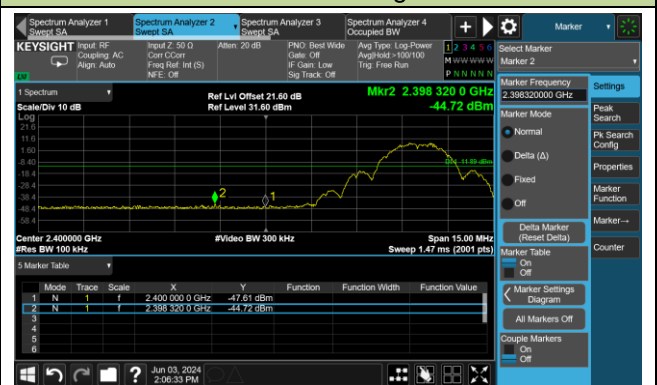 Spectrum Analyzer 1
Swept SA
Spectrum Analyzer 2
Swept SA
Spectrum Analyzer 3
Swept SA
Spectrum Analyzer 4
Occupied BW
Marker
KEYSIGHT
Input: RF
Coupling: AC
Align: Auto
Input Z: 50 Ω
Corr CCorr
Freq Ref: Int (S)
NFE: Off
Atten: 20 dB
PNO: Best Wide
Gate: Off
IF Gain: Low
Sig Track: Off
Avg Type: Log-Power
Avg|Hold:>100/100
Trig: Free Run
1 2 3 4 5 6
M W W W W W
P N N N N N
Select Marker
Marker 2
1 Spectrum
Scale/Div 10 dB
Ref Lvl Offset 21.60 dB
Ref Level 31.60 dBm
Mkr2 2.398 320 0 GHz
-44.72 dBm
Log
21.6
11.6
1.60
-8.40
-18.4
-28.4
-38.4
-48.4
-58.4
DL1 -11.89 dBm
2
1
Center 2.400000 GHz
#Res BW 100 kHz
#Video BW 300 kHz
Span 15.00 MHz
Sweep 1.47 ms (2001 pts)
5 Marker Table
Mode Trace Scale X Y Function Function Width Function Value
1 N 1 f 2.400 000 0 GHz -47.61 dBm
2 N 1 f 2.398 320 0 GHz -44.72 dBm
3
4
5
6
Marker Frequency
2.398320000 GHz
Marker Mode
Normal
Delta (Δ)
Fixed
Off
Delta Marker
(Reset Delta)
Marker Table
On
Off
Marker Settings
Diagram
All Markers Off
Couple Markers
On
Off
Settings
Peak
Search
Pk Search
Config
Properties
Marker
Function
Marker→
Counter
Jun 03, 2024
2:06:33 PM